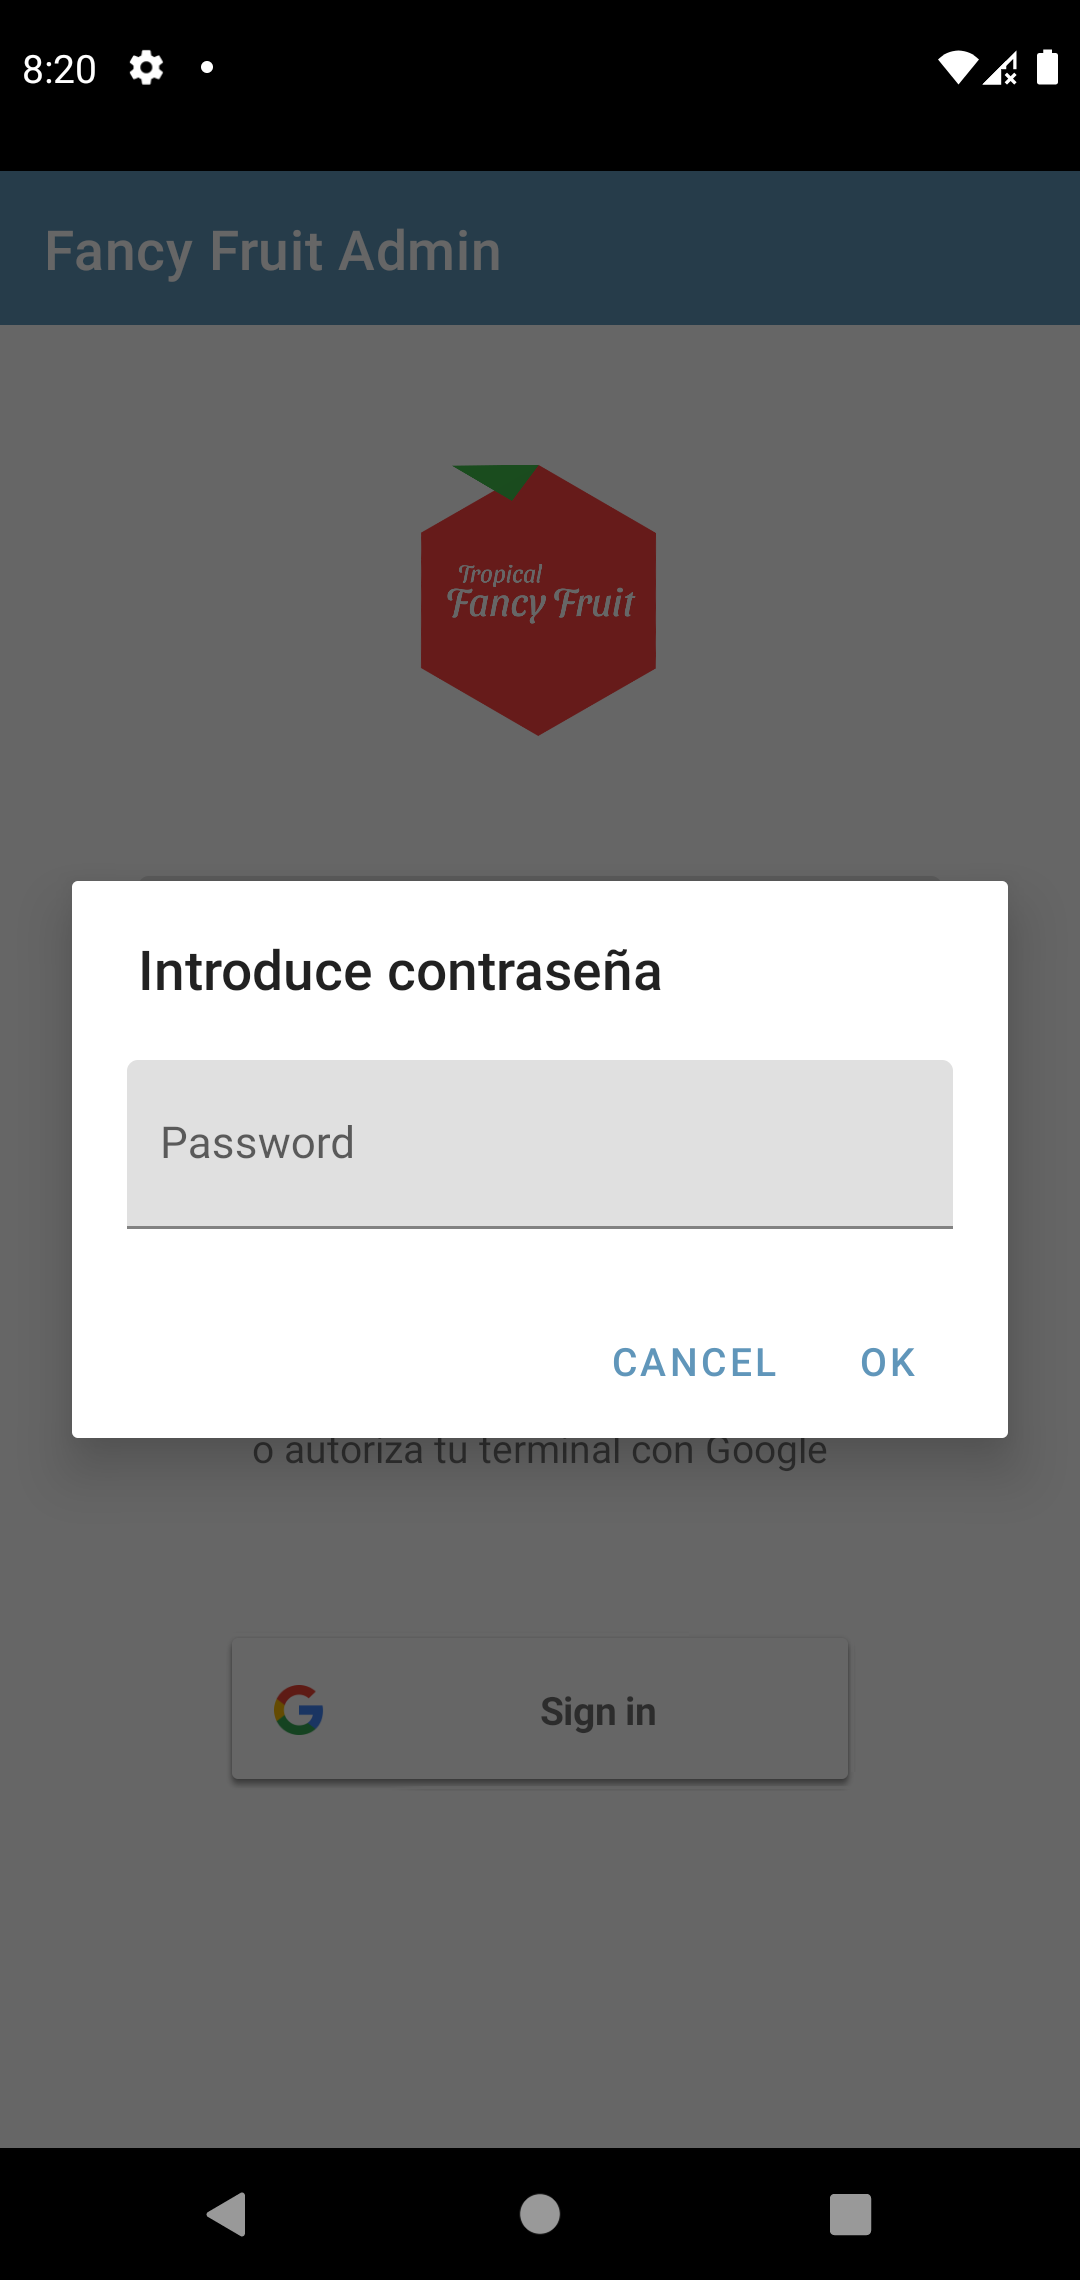 8:20
Fancy Fruit Admin
Tropical
Fancy Fruit
Introduce contraseña
Password
CANCEL OK
o autoriza tu terminal con Google
Sign in